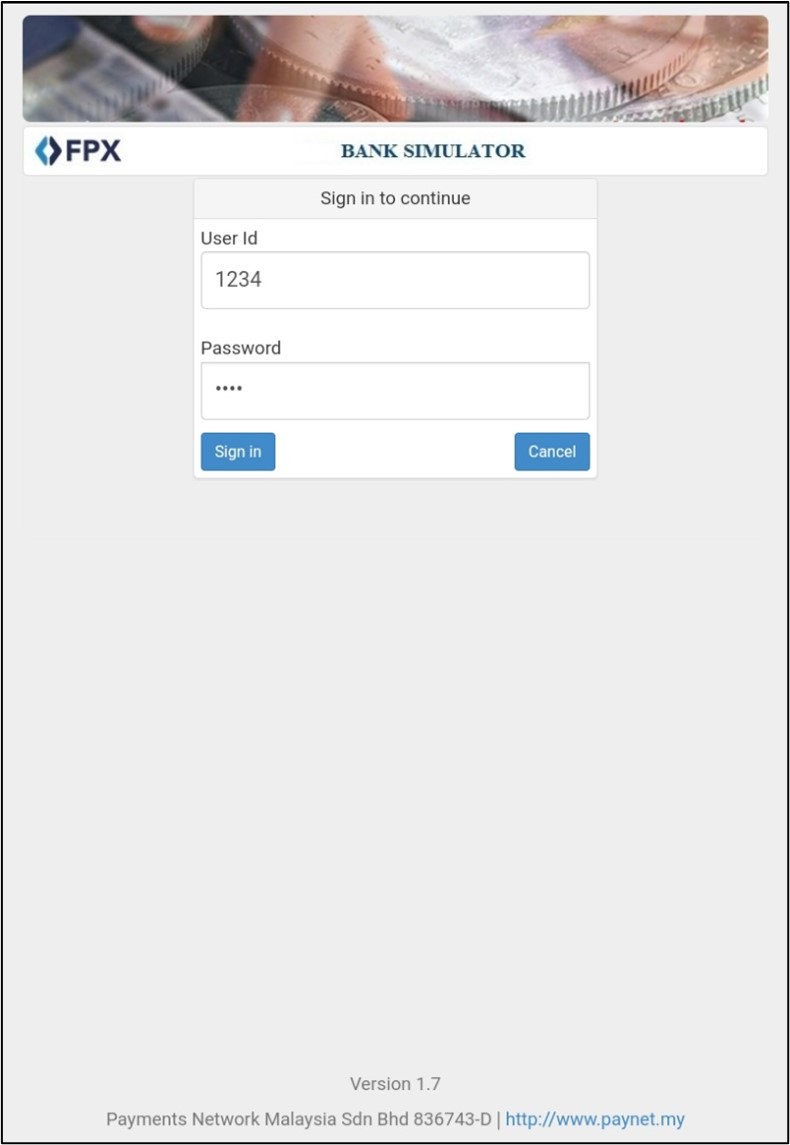 FPX BANK SIMULATOR
Sign in to continue
User Id
1234
Password
••••
Sign in Cancel
Version 1.7
Payments Network Malaysia Sdn Bhd 836743-D | http://www.paynet.my